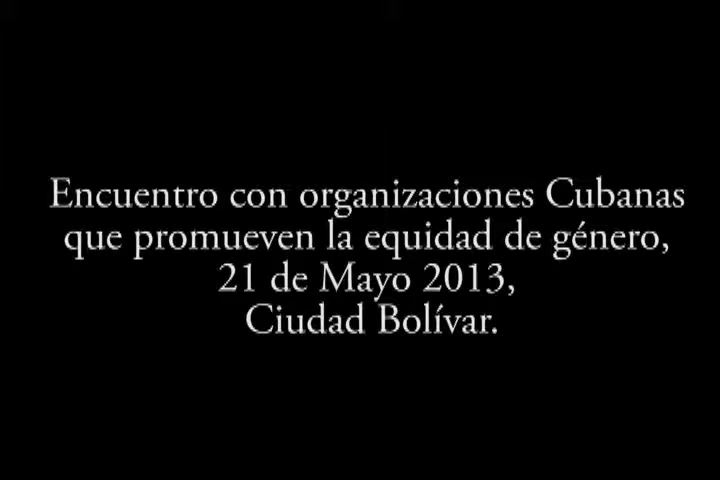 Encuentro con organizaciones Cubanas
que promueven la equidad de género,
21 de Mayo 2013,
Ciudad Bolívar.